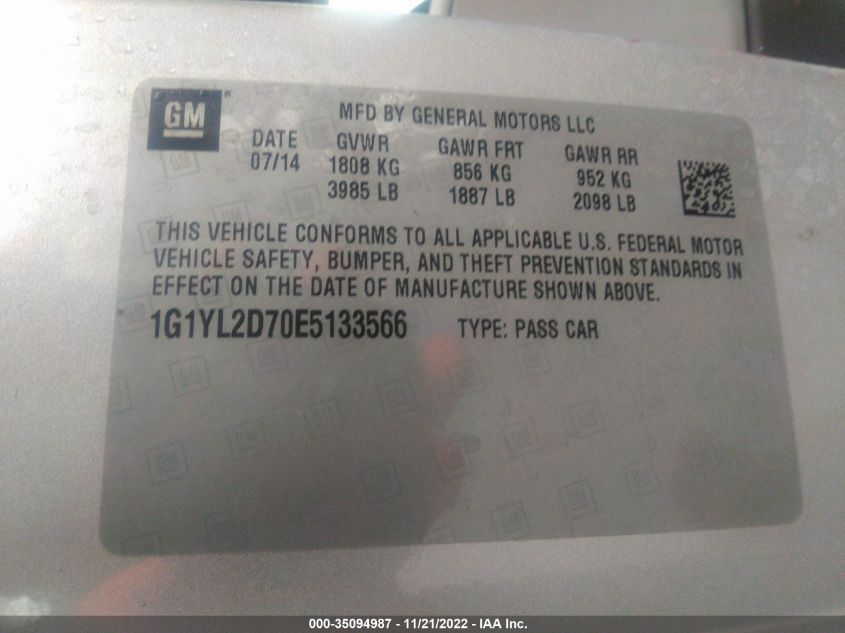 GM
MFD BY GENERAL MOTORS LLC
DATE GVWR GAWR FRT GAWR RR
07/14 1808 KG 856 KG 952 KG
3985 LB 1887 LB 2098 LB
THIS VEHICLE CONFORMS TO ALL APPLICABLE U.S. FEDERAL MOTOR
VEHICLE SAFETY, BUMPER, AND THEFT PREVENTION STANDARDS IN
EFFECT ON THE DATE OF MANUFACTURE SHOWN ABOVE.
1G1YL2D70E5133566 TYPE: PASS CAR
000-35094987 - 11/21/2022 - IAA Inc.